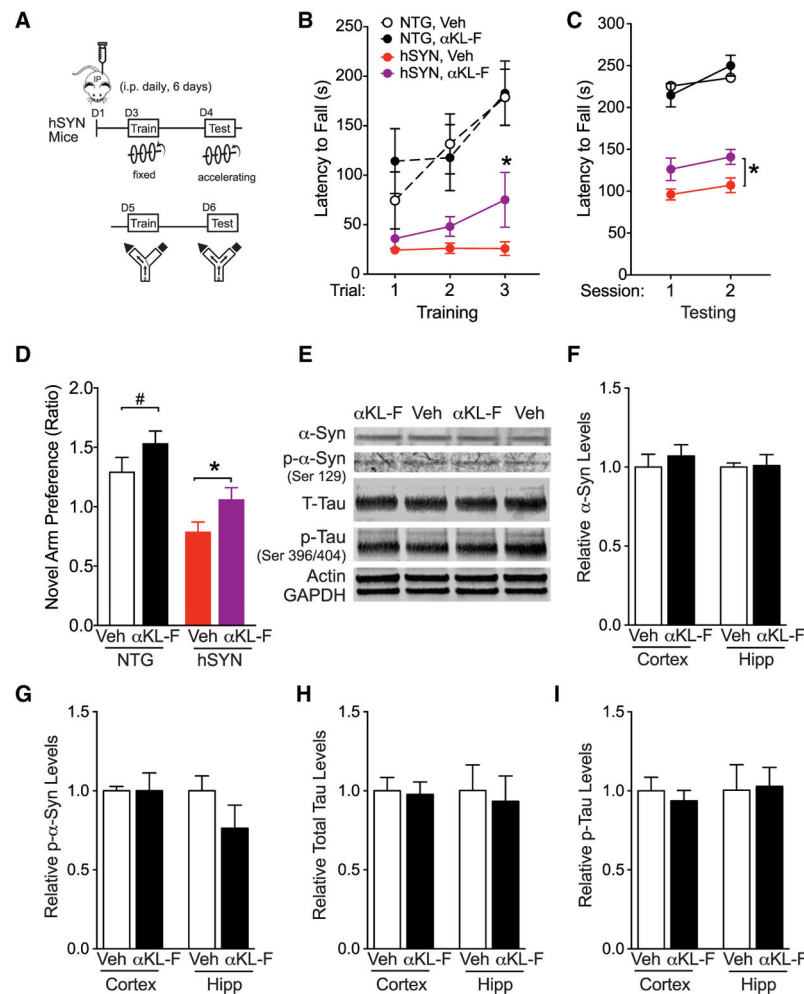 A
IP
(i.p. daily, 6 days)
D1 D3 D4
hSYN Mice
Train Test
fixed accelerating
D5 D6
Train Test
B
NTG, Veh
NTG, αKL-F
hSYN, Veh
hSYN, αKL-F
Latency to Fall (s)
250
200
150
100
50
0
*
Trial: 1 2 3
Training
C
Latency to Fall (s)
300
250
200
150
100
50
0
*
Session: 1 2
Testing
D
Novel Arm Preference (Ratio)
2.0
1.5
1.0
0.5
0.0
#
*
Veh αKL-F Veh αKL-F
NTG hSYN
E
αKL-F Veh αKL-F Veh
α-Syn
p-α-Syn
(Ser 129)
T-Tau
p-Tau
(Ser 396/404)
Actin
GAPDH
F
Relative α-Syn Levels
1.5
1.0
0.5
0.0
Veh αKL-F Veh αKL-F
Cortex Hipp
G
Relative p-α-Syn Levels
1.5
1.0
0.5
0.0
Veh αKL-F Veh αKL-F
Cortex Hipp
H
Relative Total Tau Levels
1.5
1.0
0.5
0.0
Veh αKL-F Veh αKL-F
Cortex Hipp
I
Relative p-Tau Levels
1.5
1.0
0.5
0.0
Veh αKL-F Veh αKL-F
Cortex Hipp